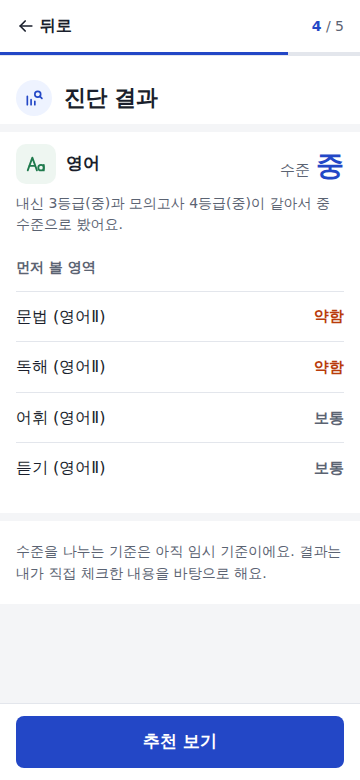 뒤로
4 / 5
진단 결과
Aa
영어
수준 중
내신 3등급(중)과 모의고사 4등급(중)이 같아서 중
수준으로 봤어요.
먼저 볼 영역
문법 (영어Ⅱ) 약함
독해 (영어Ⅱ) 약함
어휘 (영어Ⅱ) 보통
듣기 (영어Ⅱ) 보통
수준을 나누는 기준은 아직 임시 기준이에요. 결과는
내가 직접 체크한 내용을 바탕으로 해요.
추천 보기